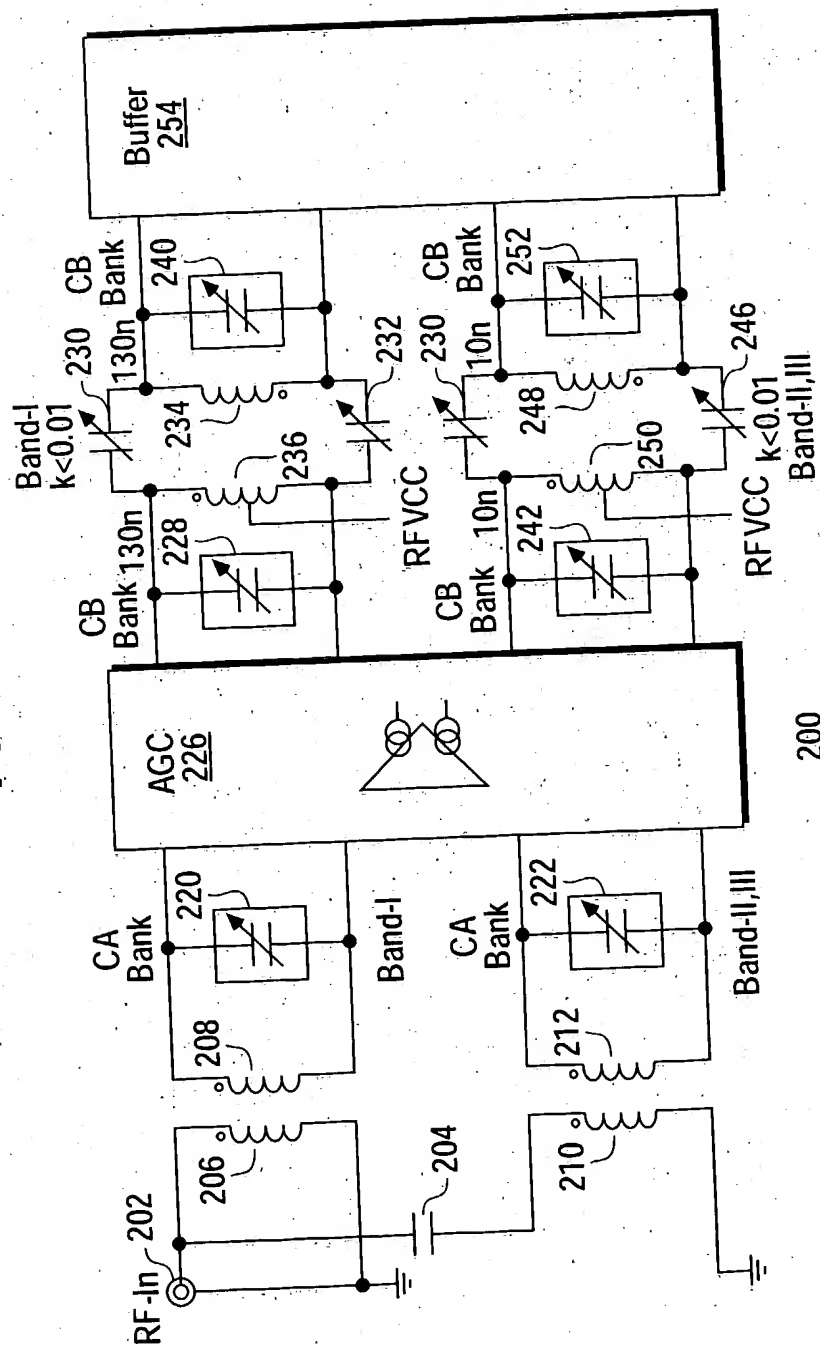 RF-In
202
206
208
204
210
212
CA
Bank
220
Band-I
CA
Bank
222
Band-II,III
AGC
226
CB
Bank
228
130n
Band-I
k<0.01
230
130n
234
236
232
RFVCC
CB
Bank
240
CB
Bank
242
10n
230
10n
248
250
246
k<0.01
Band-II,III
RFVCC
CB
Bank
252
Buffer
254
200